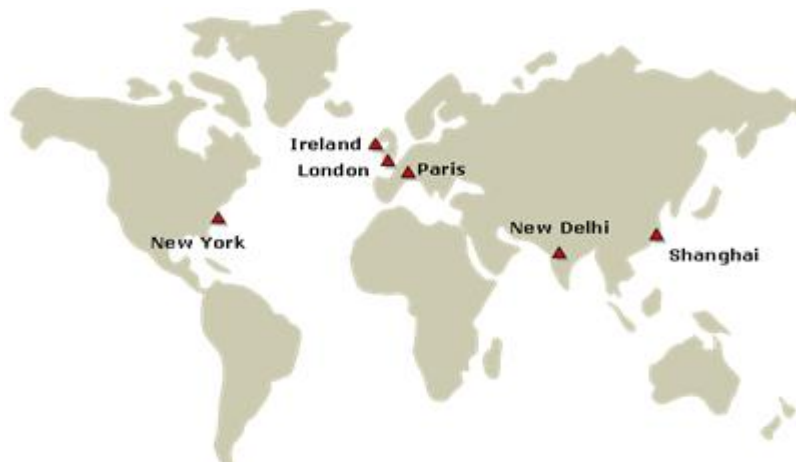 Ireland
London
Paris
New York
New Delhi
Shanghai